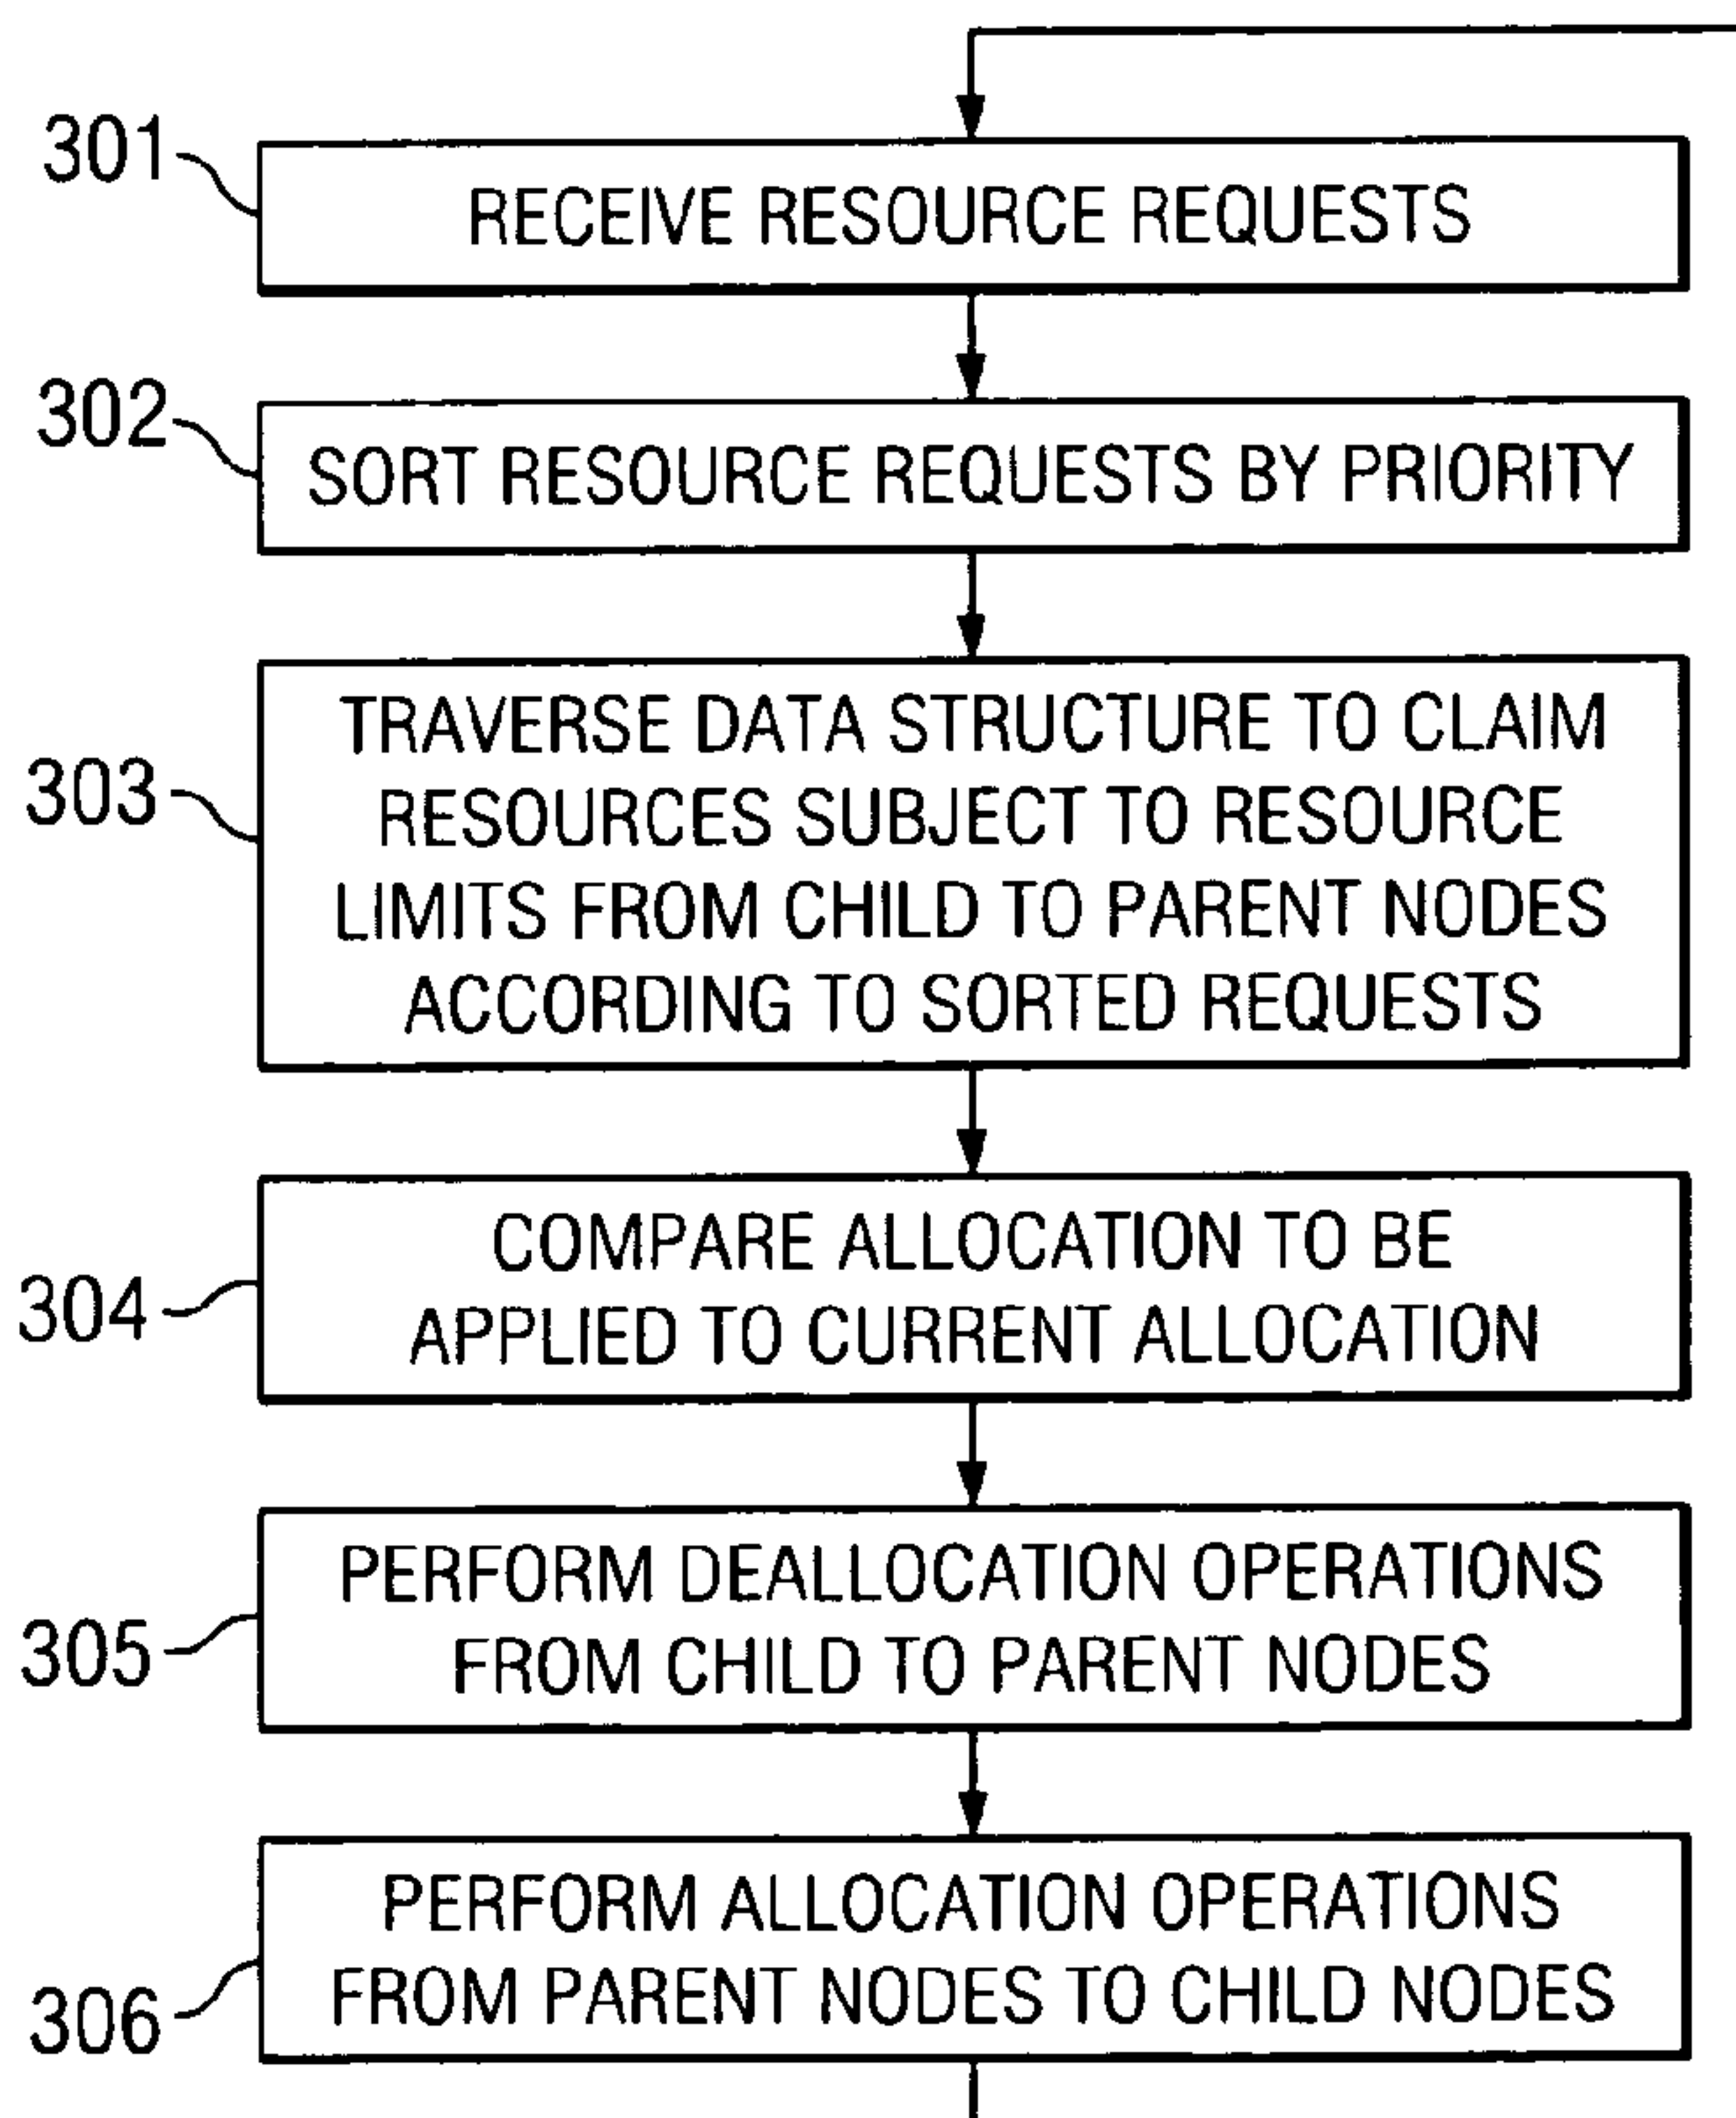 301
RECEIVE RESOURCE REQUESTS
302
SORT RESOURCE REQUESTS BY PRIORITY
303
TRAVERSE DATA STRUCTURE TO CLAIM
RESOURCES SUBJECT TO RESOURCE
LIMITS FROM CHILD TO PARENT NODES
ACCORDING TO SORTED REQUESTS
304
COMPARE ALLOCATION TO BE
APPLIED TO CURRENT ALLOCATION
305
PERFORM DEALLOCATION OPERATIONS
FROM CHILD TO PARENT NODES
306
PERFORM ALLOCATION OPERATIONS
FROM PARENT NODES TO CHILD NODES